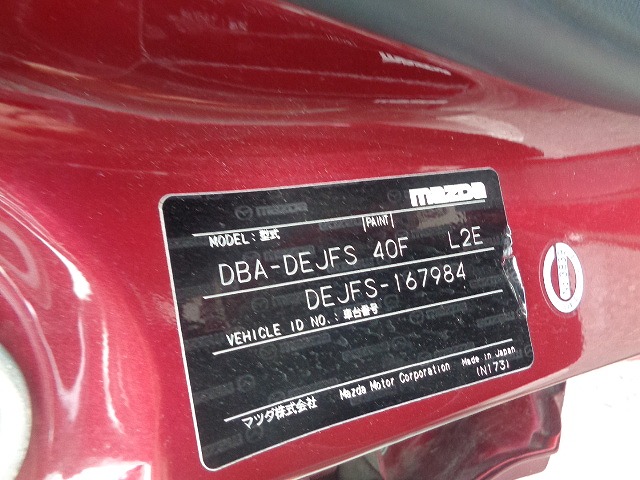 mazda
MODEL: 型式 PAINT
DBA-DEJFS 40F L2E
DEJFS-167984
VEHICLE ID NO.: 車台番号
マツダ株式会社 Mazda Motor Corporation Made in Japan
(N173)